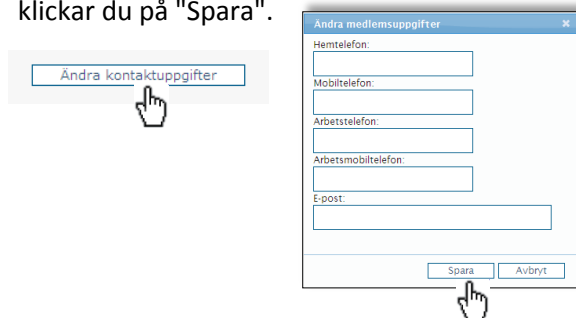 klickar du på "Spara".
Ändra kontaktuppgifter
Ändra medlemsuppgifter
Hemtelefon:
Mobiltelefon:
Arbetstelefon:
Arbetsmobiltelefon:
E-post:
Spara
Avbryt